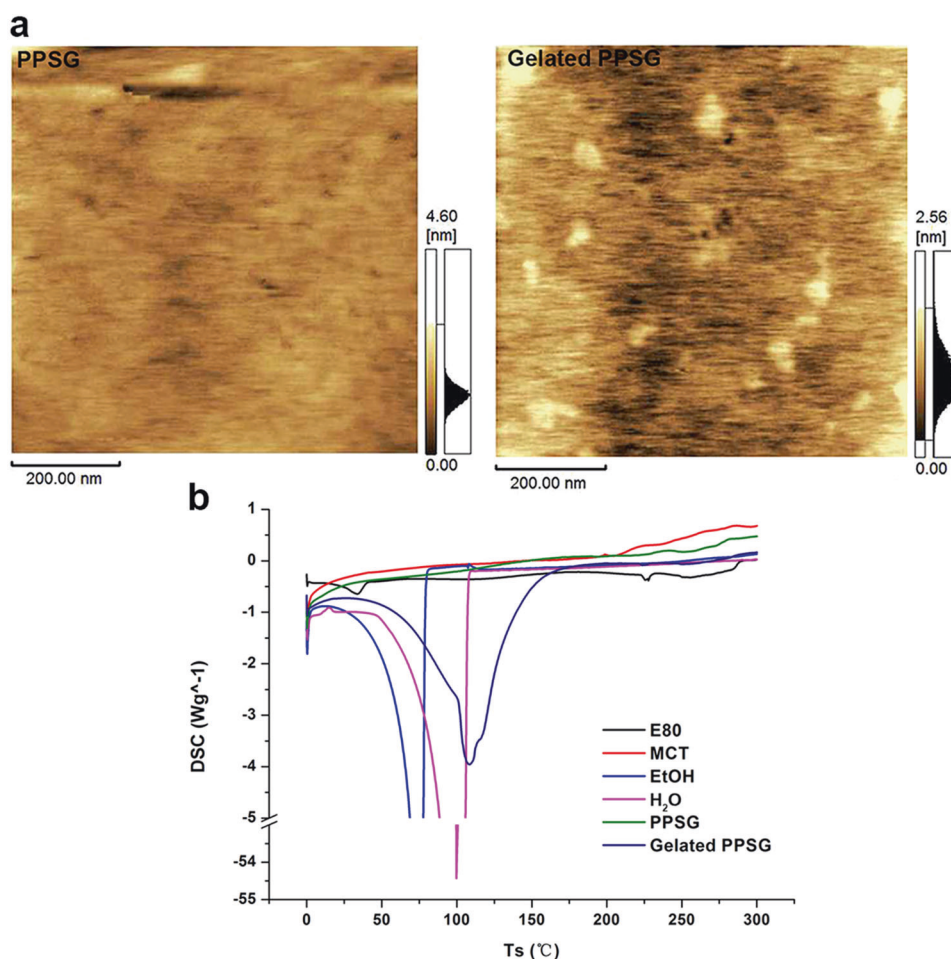 a
PPSG
Gelated PPSG
4.60
[nm]
0.00
200.00 nm
2.56
[nm]
0.00
200.00 nm
b
1
0
-1
-2
-3
-4
-5
-54
-55
DSC (Wg^-1)
E80
MCT
EtOH
H₂O
PPSG
Gelated PPSG
0
50
100
150
200
250
300
Ts (℃)